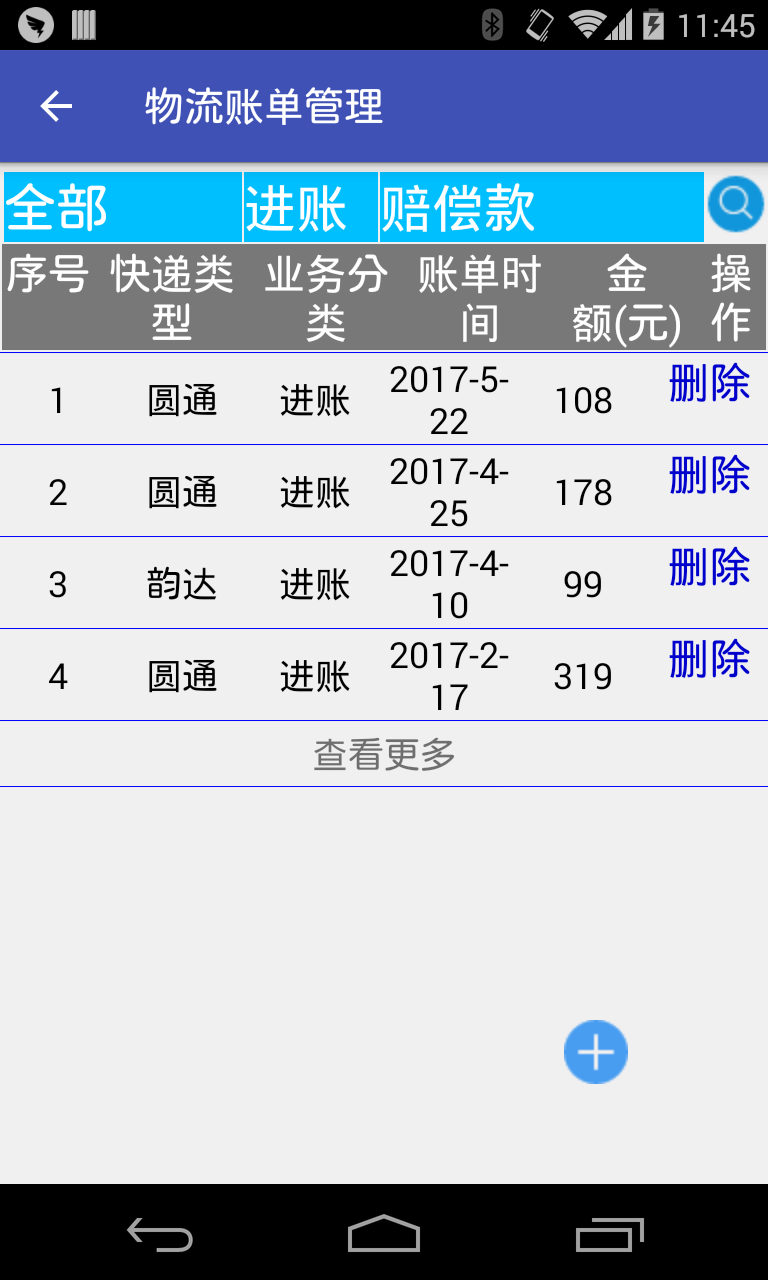 11:45
物流账单管理
全部 进账 赔偿款
序号 快递类型 业务分类 账单时间 金额(元) 操作
1 圆通 进账 2017-5-22 108 删除
2 圆通 进账 2017-4-25 178 删除
3 韵达 进账 2017-4-10 99 删除
4 圆通 进账 2017-2-17 319 删除
查看更多